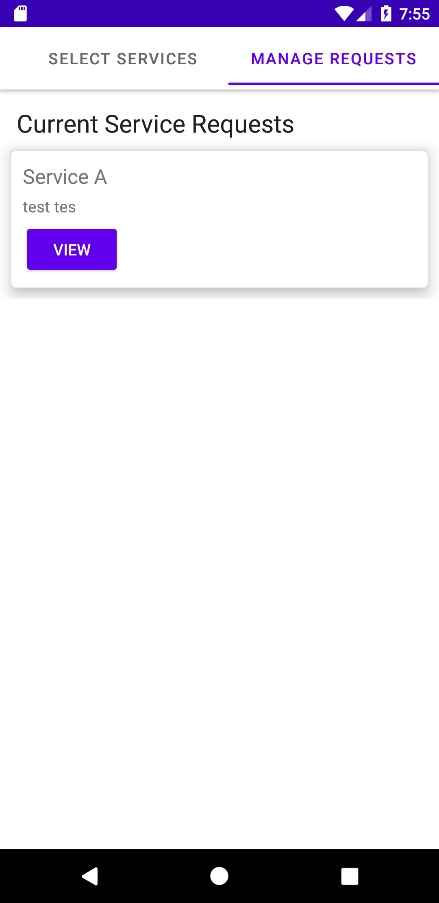 7:55
SELECT SERVICES
MANAGE REQUESTS
Current Service Requests
Service A
test tes
VIEW